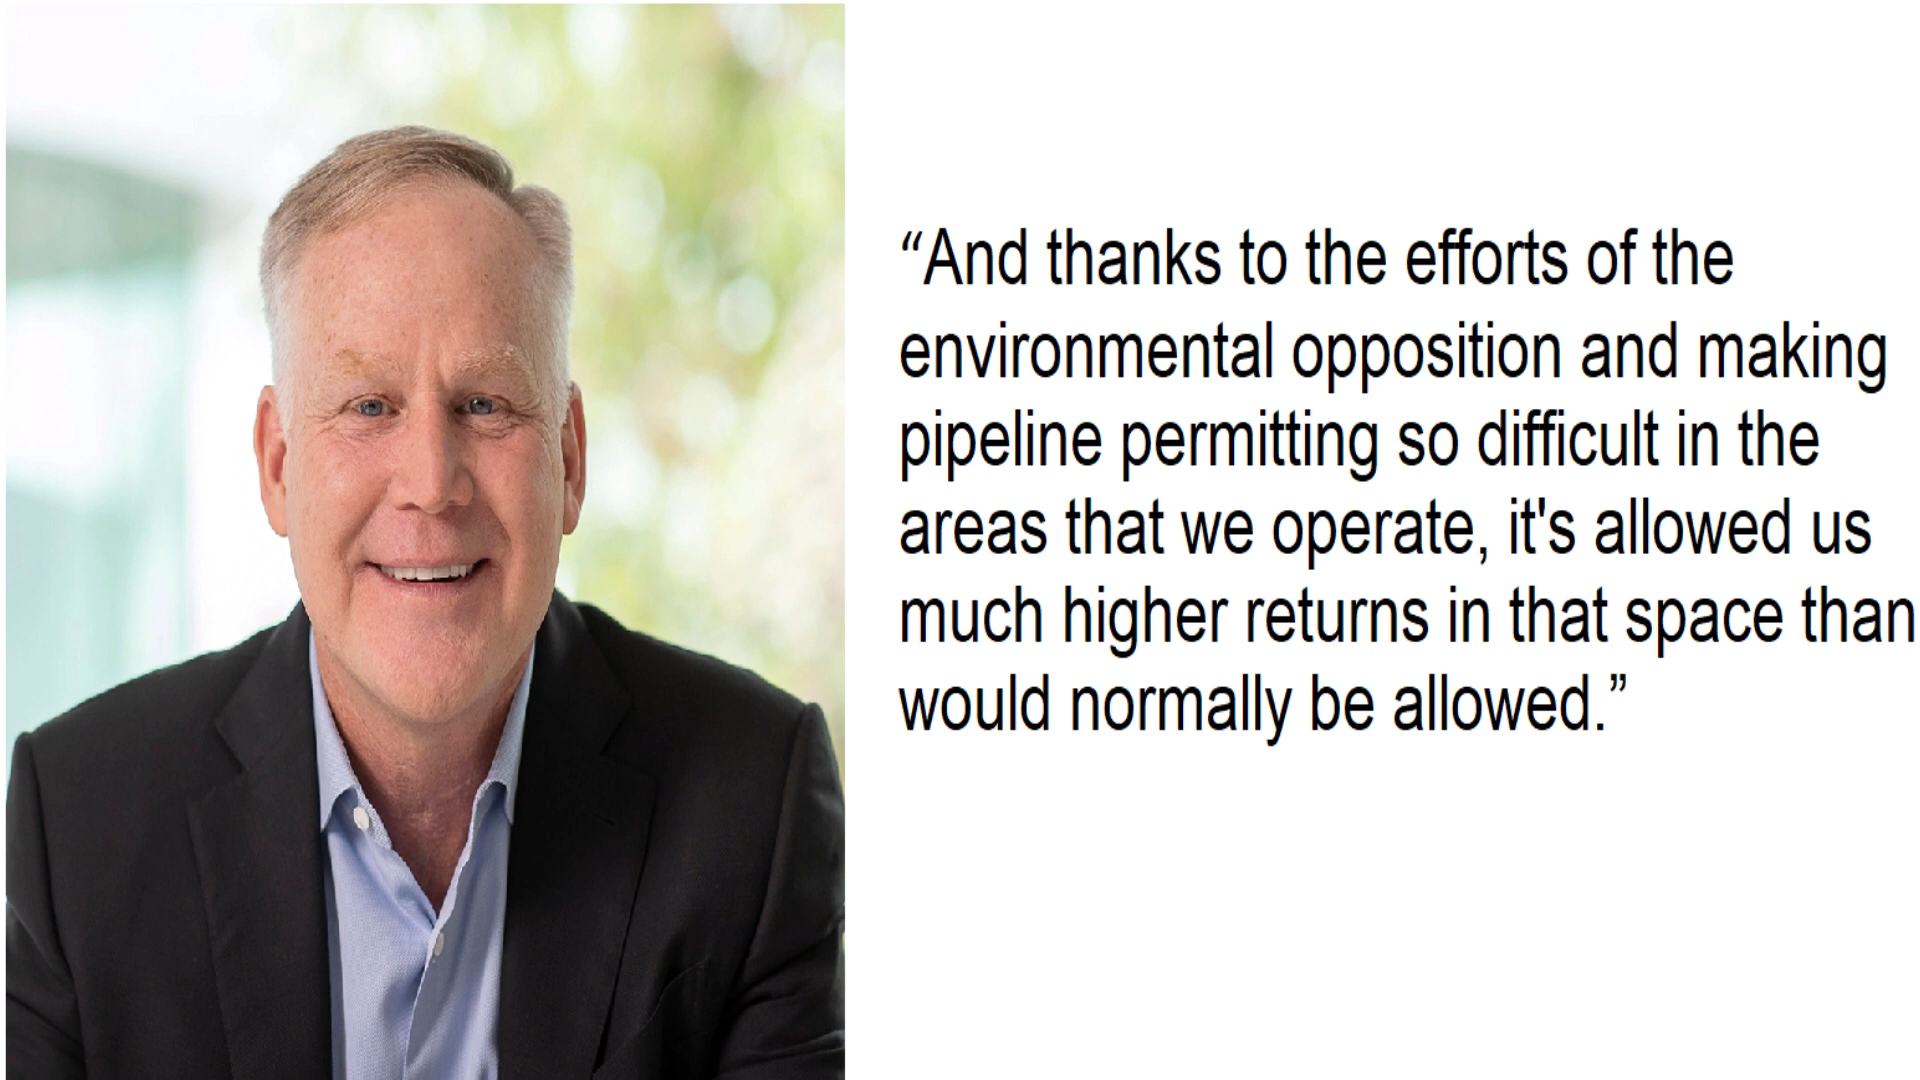 “And thanks to the efforts of the
environmental opposition and making
pipeline permitting so difficult in the
areas that we operate, it's allowed us
much higher returns in that space than
would normally be allowed.”